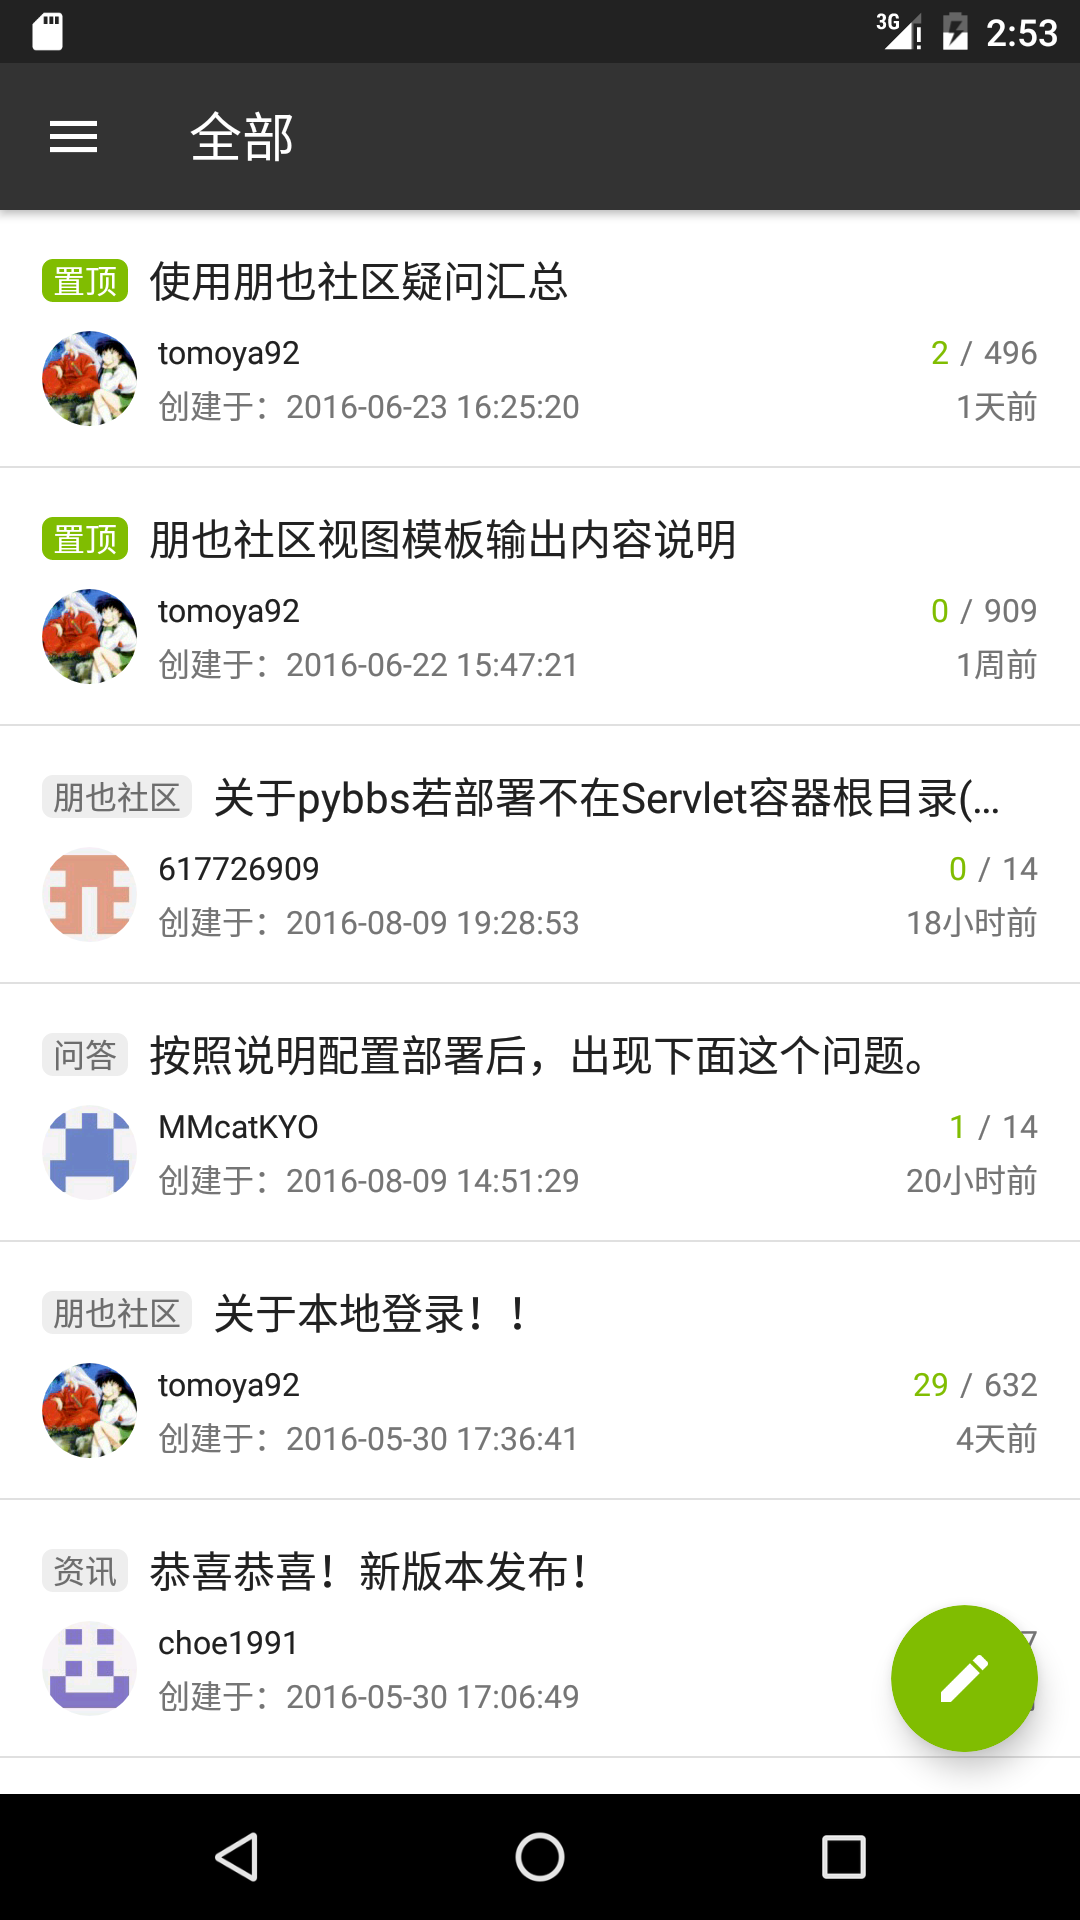 3G 2:53
全部
置顶 使用朋也社区疑问汇总
tomoya92 2 / 496
创建于：2016-06-23 16:25:20 1天前
置顶 朋也社区视图模板输出内容说明
tomoya92 0 / 909
创建于：2016-06-22 15:47:21 1周前
朋也社区 关于pybbs若部署不在Servlet容器根目录(...
617726909 0 / 14
创建于：2016-08-09 19:28:53 18小时前
问答 按照说明配置部署后，出现下面这个问题。
MMcatKYO 1 / 14
创建于：2016-08-09 14:51:29 20小时前
朋也社区 关于本地登录！！
tomoya92 29 / 632
创建于：2016-05-30 17:36:41 4天前
资讯 恭喜恭喜！新版本发布！
choe1991
创建于：2016-05-30 17:06:49